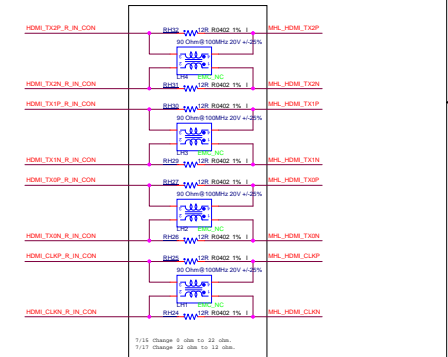 HDMI_TX2P_R_IN_CON RH32 12R R0402 1% I MHL_HDMI_TX2P
90 Ohm@100MHz 20V +/-25%
LH4 EMC_NC
HDMI_TX2N_R_IN_CON RH31 12R R0402 1% I MHL_HDMI_TX2N
HDMI_TX1P_R_IN_CON RH30 12R R0402 1% I MHL_HDMI_TX1P
90 Ohm@100MHz 20V +/-25%
LH3 EMC_NC
HDMI_TX1N_R_IN_CON RH29 12R R0402 1% I MHL_HDMI_TX1N
HDMI_TX0P_R_IN_CON RH27 12R R0402 1% I MHL_HDMI_TX0P
90 Ohm@100MHz 20V +/-25%
LH2 EMC_NC
HDMI_TX0N_R_IN_CON RH26 12R R0402 1% I MHL_HDMI_TX0N
HDMI_CLKP_R_IN_CON RH25 12R R0402 1% I MHL_HDMI_CLKP
90 Ohm@100MHz 20V +/-25%
LH1 EMC_NC
HDMI_CLKN_R_IN_CON RH24 12R R0402 1% I MHL_HDMI_CLKN
7/15 Change 0 ohm to 22 ohm.
7/17 Change 22 ohm to 12 ohm.